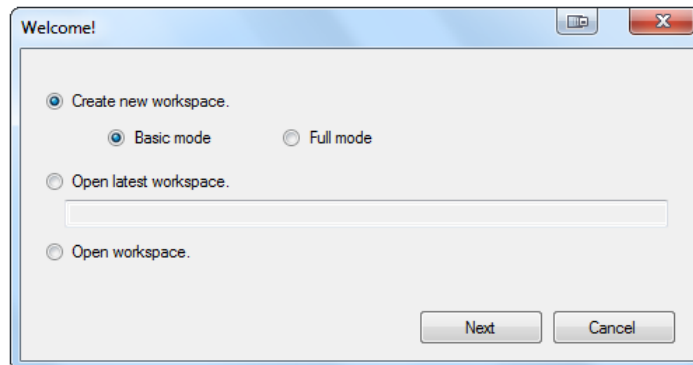 Welcome!
Create new workspace.
Basic mode Full mode
Open latest workspace.
Open workspace.
Next Cancel